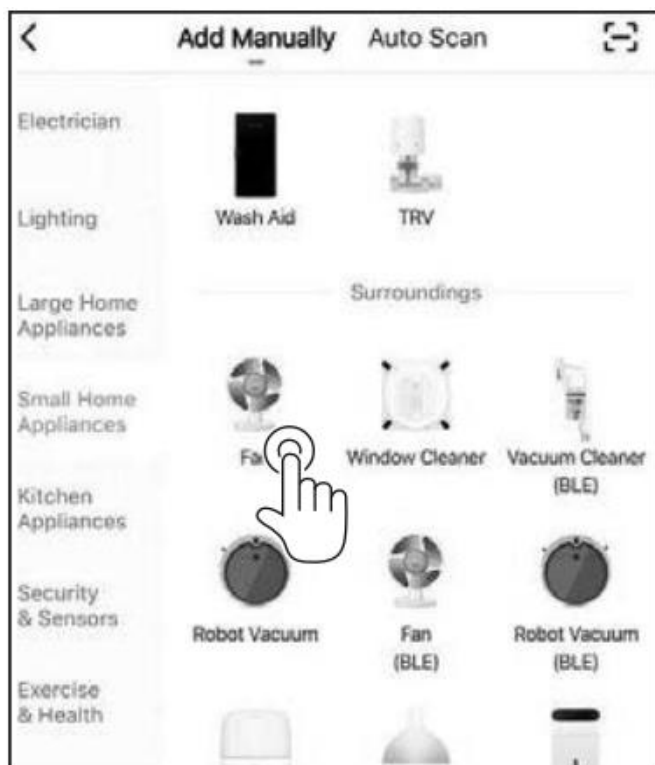 Add Manually Auto Scan
Electrician
Lighting
Large Home
Appliances
Small Home
Appliances
Kitchen
Appliances
Security
& Sensors
Exercise
& Health
Wash Aid TRV
Surroundings
Fan Window Cleaner Vacuum Cleaner
(BLE)
Robot Vacuum Fan Robot Vacuum
(BLE) (BLE)